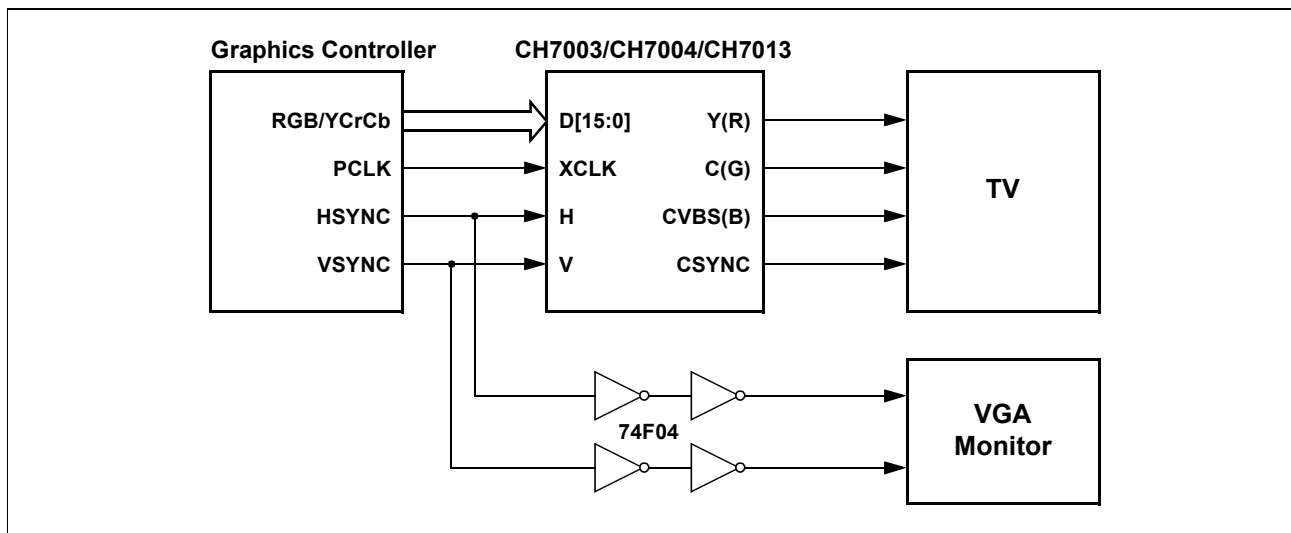 Graphics Controller
CH7003/CH7004/CH7013
RGB/YCrCb
D[15:0]
Y(R)
PCLK
XCLK
C(G)
HSYNC
H
CVBS(B)
VSYNC
V
CSYNC
TV
74F04
VGA
Monitor